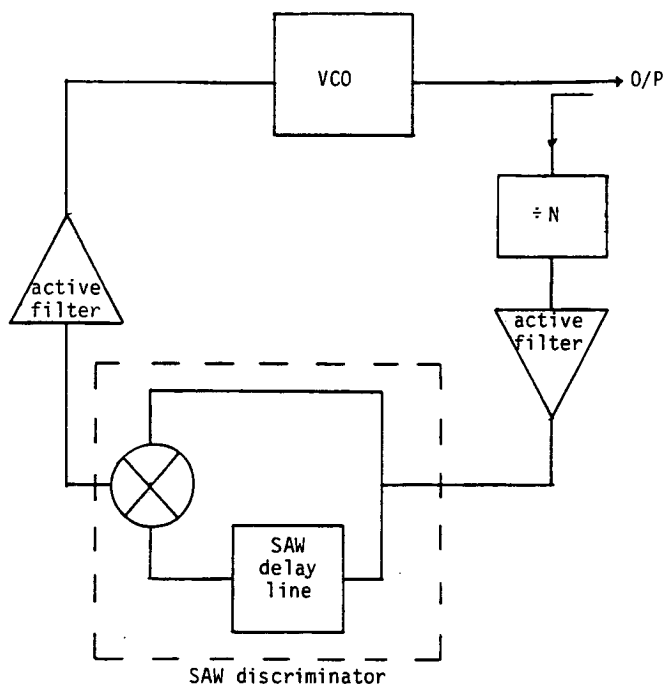 VCO
O/P
÷ N
active
filter
active
filter
SAW
delay
line
SAW discriminator